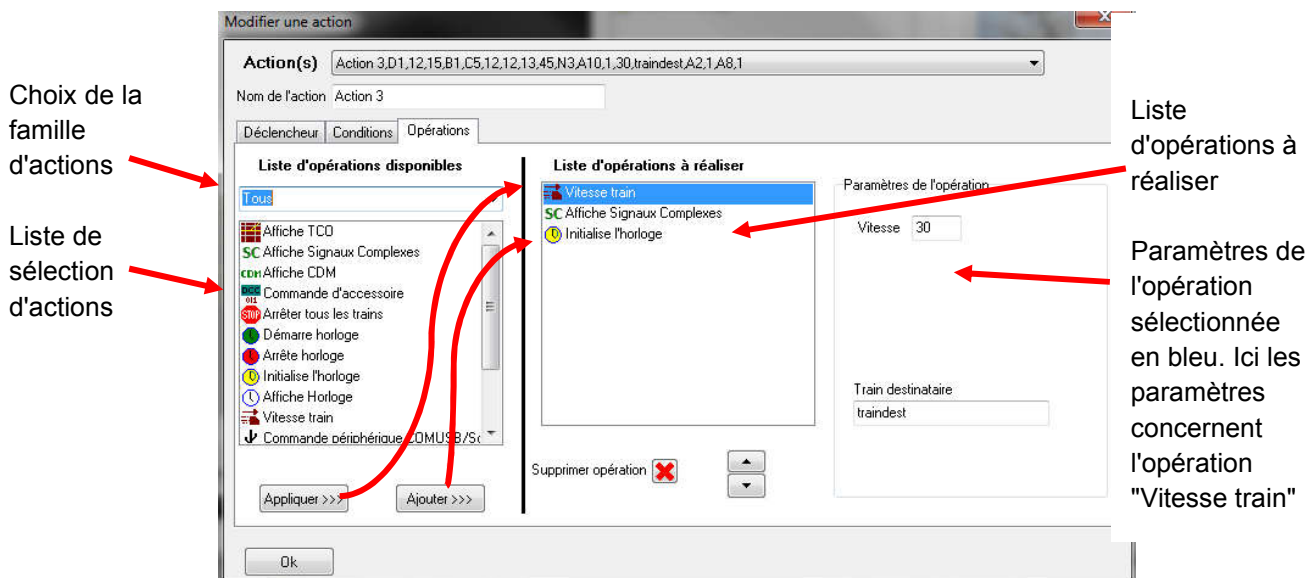 Modifier une action
Action(s) Action 3,D1,12,15,B1,C5,12,12,13,45,N3,A10,1,30,traindest,A2,1,A8,1
Nom de l'action Action 3
Déclencheur Conditions Opérations
Choix de la
famille
d'actions
Liste de
sélection
d'actions
Liste d'opérations disponibles
Tous
Affiche TCO
SC Affiche Signaux Complexes
CDM Affiche CDM
DCC 011 Commande d'accessoire
STOP Arrêter tous les trains
Démarre horloge
Arrête horloge
Initialise l'horloge
Affiche Horloge
Vitesse train
Commande périphérique COMUSB/So
Appliquer >>> Ajouter >>>
Liste d'opérations à réaliser
Vitesse train
SC Affiche Signaux Complexes
Initialise l'horloge
Supprimer opération
Paramètres de l'opération
Vitesse 30
Train destinataire
traindest
Ok
Liste
d'opérations à
réaliser
Paramètres de
l'opération
sélectionnée
en bleu. Ici les
paramètres
concernent
l'opération
"Vitesse train"